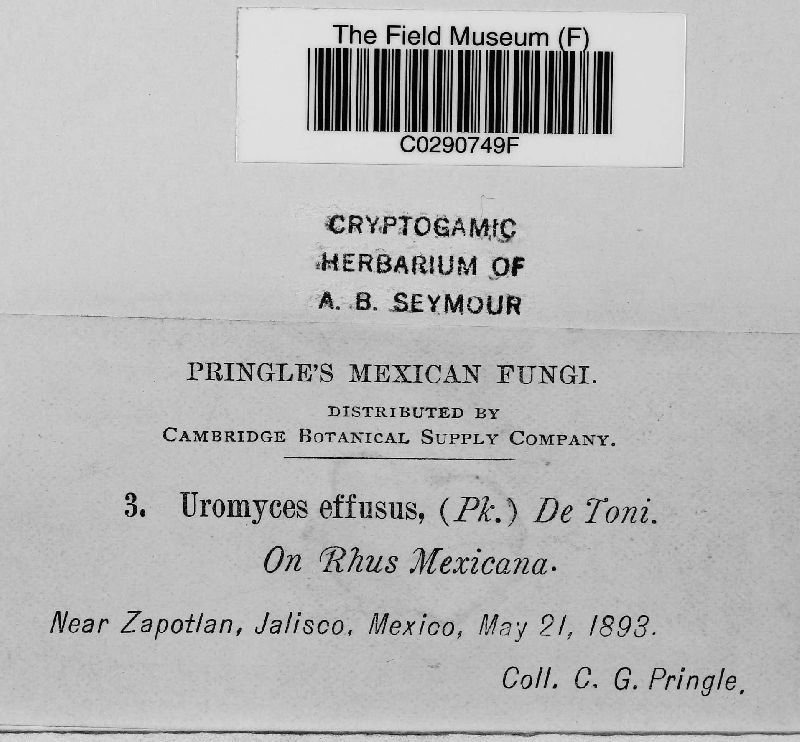 The Field Museum (F)
C0290749F
CRYPTOGAMIC
HERBARIUM OF
A. B. SEYMOUR
PRINGLE'S MEXICAN FUNGI.
DISTRIBUTED BY
CAMBRIDGE BOTANICAL SUPPLY COMPANY.
3. Uromyces effusus, (Pk.) De Toni.
On Rhus Mexicana.
Near Zapotlan, Jalisco, Mexico, May 21, 1893.
Coll. C. G. Pringle.